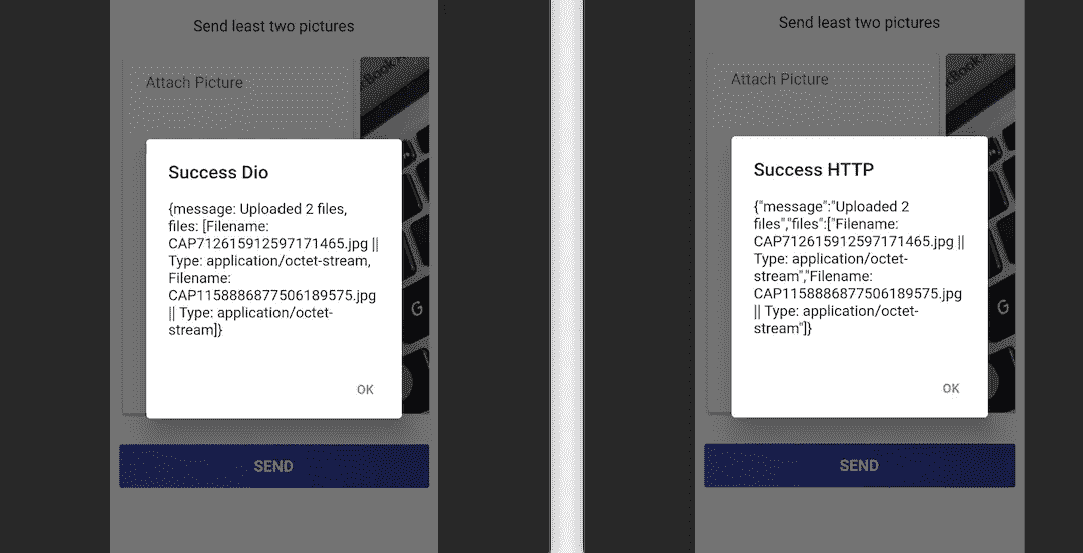 Send least two pictures
Attach Picture
Book
Success Dio
{message: Uploaded 2 files,
files: [Filename:
CAP712615912597171465.jpg ||
Type: application/octet-stream,
Filename:
CAP1158886877506189575.jpg
|| Type: application/octet-
stream]}
G
OK
SEND
Send least two pictures
Attach Picture
Book
Success HTTP
{"message":"Uploaded 2
files","files":["Filename:
CAP712615912597171465.jpg ||
Type: application/octet-
stream","Filename:
CAP1158886877506189575.jpg
|| Type: application/octet-
stream"]}
G
OK
SEND